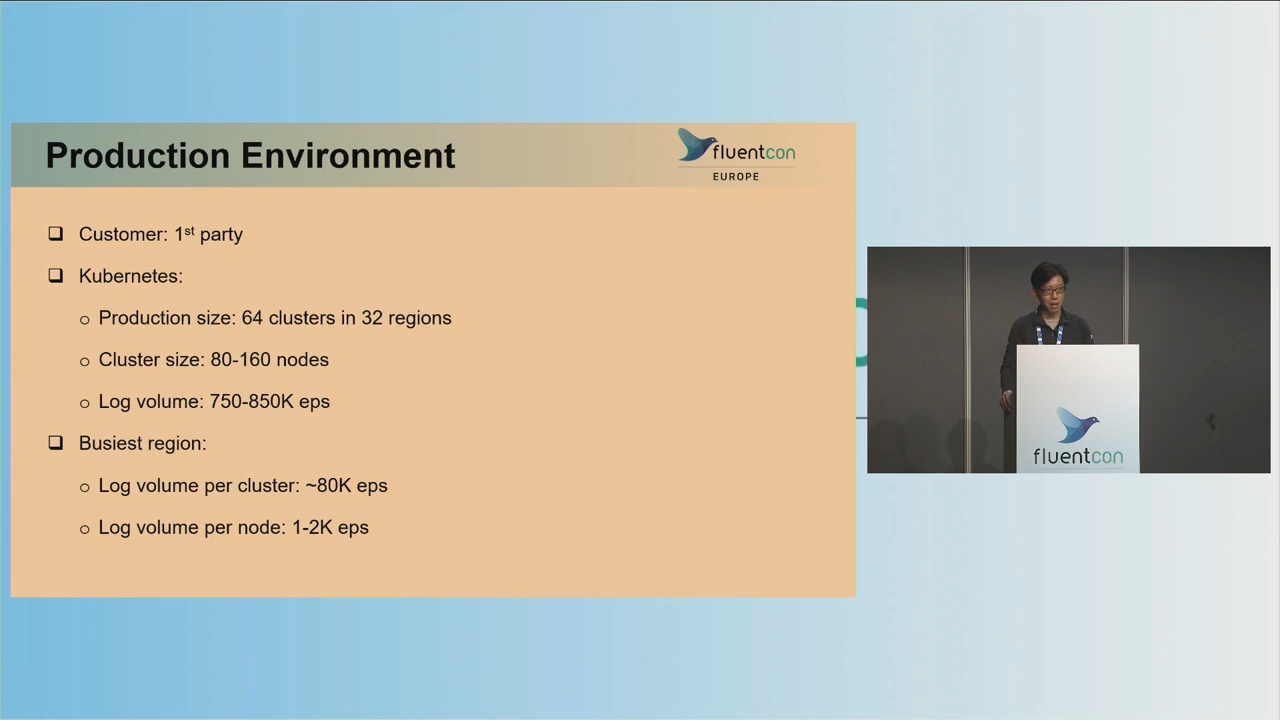 Production Environment
fluentcon
EUROPE
❑ Customer: 1st party
❑ Kubernetes:
o Production size: 64 clusters in 32 regions
o Cluster size: 80-160 nodes
o Log volume: 750-850K eps
❑ Busiest region:
o Log volume per cluster: ~80K eps
o Log volume per node: 1-2K eps
fluentcon